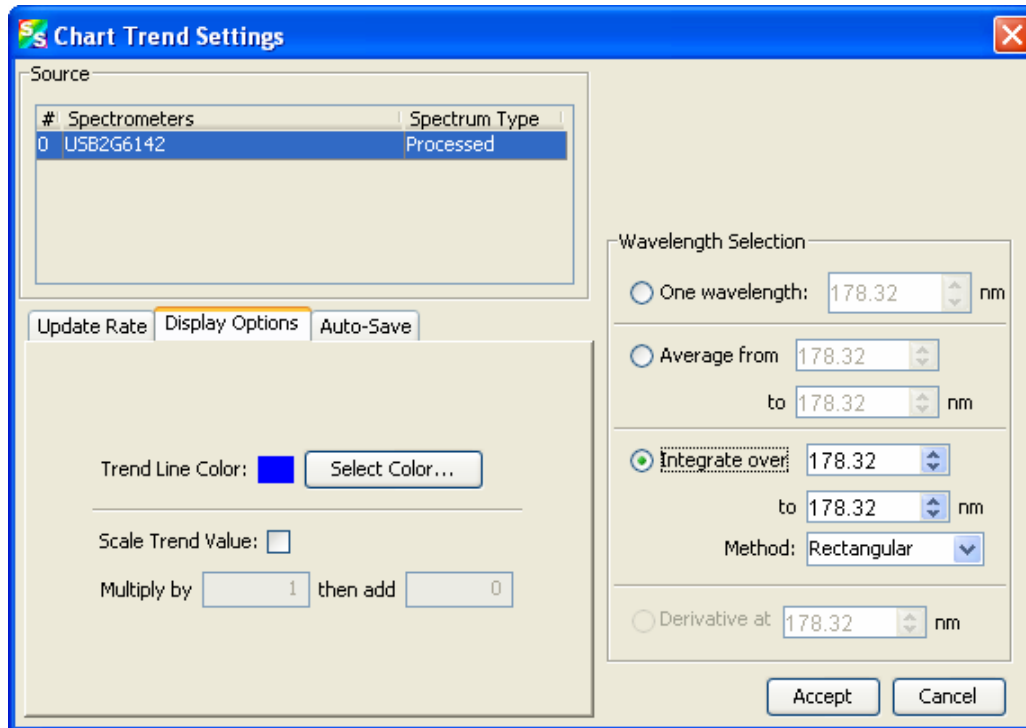 SS Chart Trend Settings
Source
# Spectrometers Spectrum Type
0 USB2G6142 Processed
Update Rate Display Options Auto-Save
Trend Line Color: Select Color...
Scale Trend Value:
Multiply by 1 then add 0
Wavelength Selection
One wavelength: 178.32 nm
Average from 178.32
to 178.32 nm
Integrate over 178.32
to 178.32 nm
Method: Rectangular
Derivative at 178.32 nm
Accept Cancel